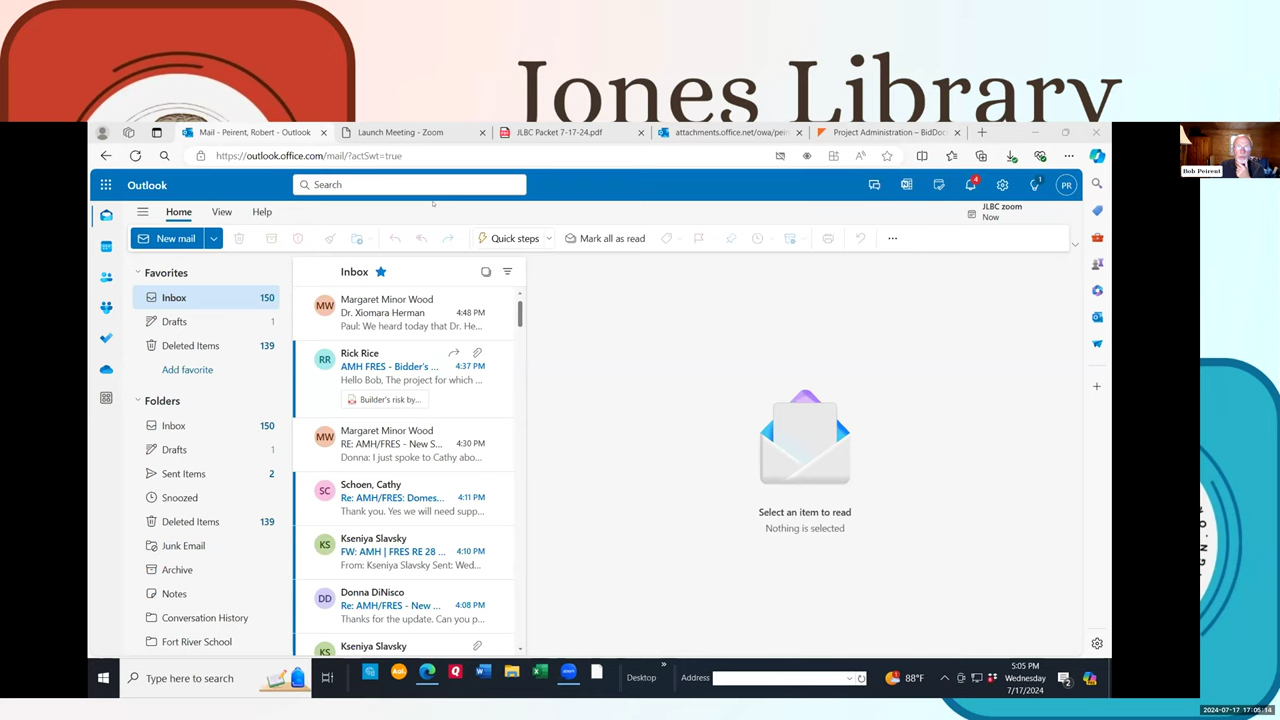 Jones Library
Mail - Peirent, Robert - Outlook
Launch Meeting - Zoom
JLBC Packet 7-17-24.pdf
attachments.office.net/owa/pei
Project Administration – BidDoc
https://outlook.office.com/mail/?actSwt=true
Bob Peirent
Outlook
Search
4
1
PR
Home
View
Help
JLBC zoom
Now
New mail
Quick steps
Mark all as read
Favorites
Inbox 150
Drafts 1
Deleted Items 139
Add favorite
Folders
Inbox 150
Drafts 1
Sent Items 2
Snoozed
Deleted Items 139
Junk Email
Archive
Notes
Conversation History
Fort River School
Inbox
MW
Margaret Minor Wood
Dr. Xiomara Herman 4:48 PM
Paul: We heard today that Dr. He...
RR
Rick Rice
AMH FRES - Bidder's ... 4:37 PM
Hello Bob, The project for which ...
Builder's risk by...
MW
Margaret Minor Wood
RE: AMH/FRES - New S... 4:30 PM
Donna: I just spoke to Cathy abo...
SC
Schoen, Cathy
Re: AMH/FRES: Domes... 4:11 PM
Thank you. Yes we will need supp...
KS
Kseniya Slavsky
FW: AMH | FRES RE 28 ... 4:10 PM
From: Kseniya Slavsky Sent: Wed...
DD
Donna DiNisco
Re: AMH/FRES - New ... 4:08 PM
Thanks for the update. Can you p...
KS
Kseniya Slavsky
Select an item to read
Nothing is selected
GN.O
Type here to search
Aol
Q
zoom
Desktop
Address
88°F
5:05 PM
Wednesday
7/17/2024
2
2024-07-17 17:05:14